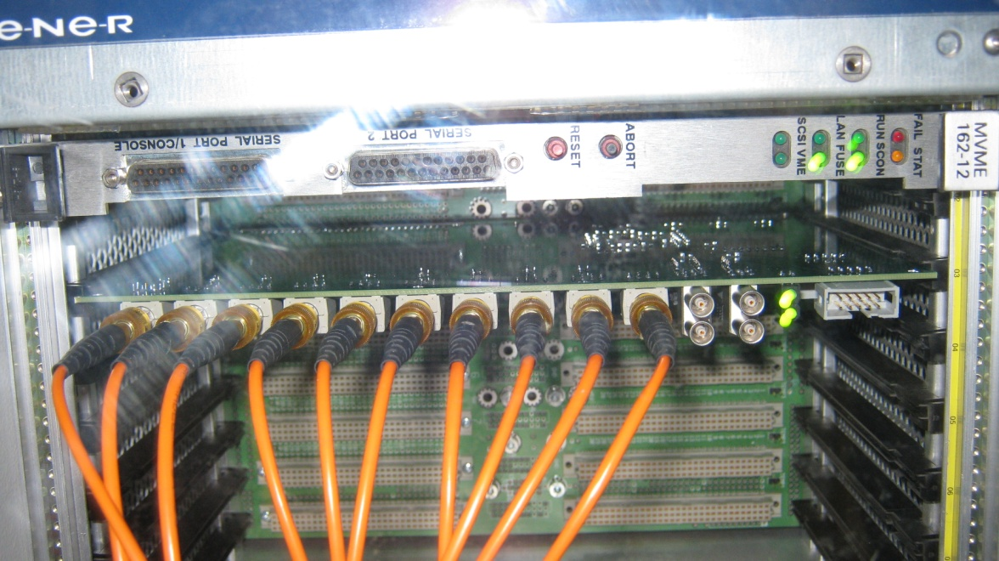 e-Ne-R
SERIAL PORT 1/CONSOLE
SERIAL PORT 2
RESET
ABORT
SCSI VME
LAN FUSE
RUN SCON
FAIL STAT
MVME
162-12
03
04
05
06